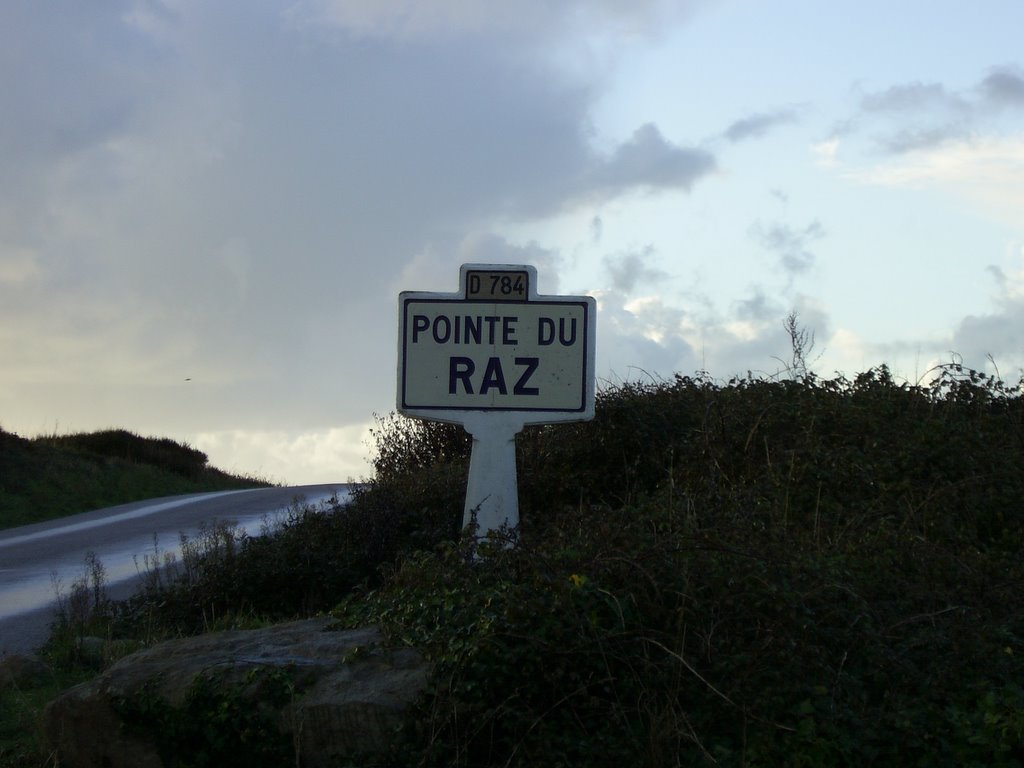 D 784
POINTE DU
RAZ